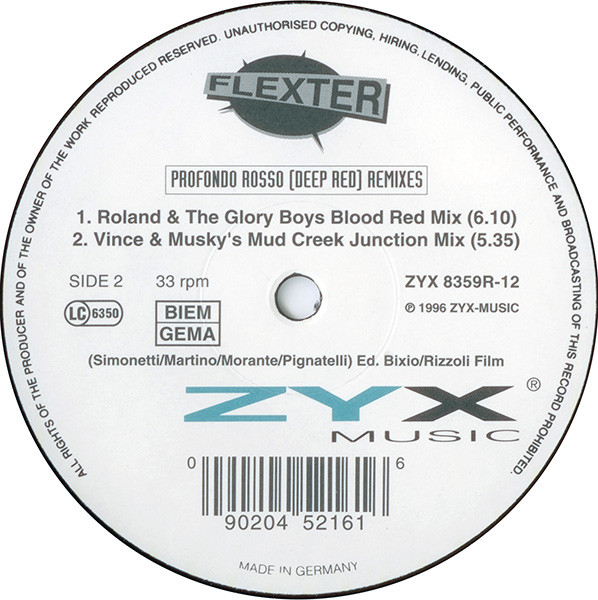 ALL RIGHTS OF THE PRODUCER AND OF THE OWNER OF THE WORK REPRODUCED RESERVED. UNAUTHORISED COPYING, HIRING, LENDING, PUBLIC PERFORMANCE AND BROADCASTING OF THIS RECORD PROHIBITED.
FLEXTER
PROFONDO ROSSO (DEEP RED) REMIXES
1. Roland & The Glory Boys Blood Red Mix (6.10)
2. Vince & Musky's Mud Creek Junction Mix (5.35)
SIDE 2 33 rpm ZYX 8359R-12
LC 6350 BIEM ℗ 1996 ZYX-MUSIC
GEMA
(Simonetti/Martino/Morante/Pignatelli) Ed. Bixio/Rizzoli Film
ZYX ®
MUSIC
0 6
90204 52161
MADE IN GERMANY